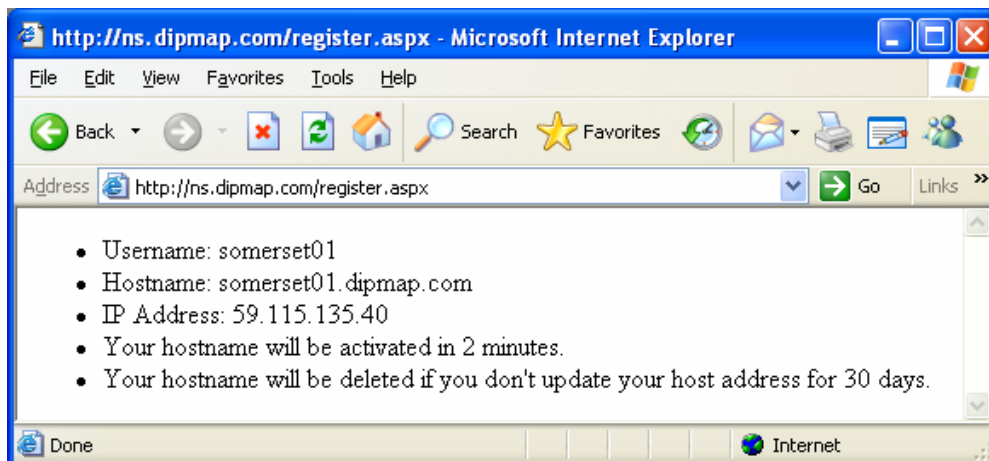 http://ns.dipmap.com/register.aspx - Microsoft Internet Explorer
File Edit View Favorites Tools Help
Back Search Favorites
Address http://ns.dipmap.com/register.aspx Go Links »
• Username: somerset01
• Hostname: somerset01.dipmap.com
• IP Address: 59.115.135.40
• Your hostname will be activated in 2 minutes.
• Your hostname will be deleted if you don't update your host address for 30 days.
Done Internet